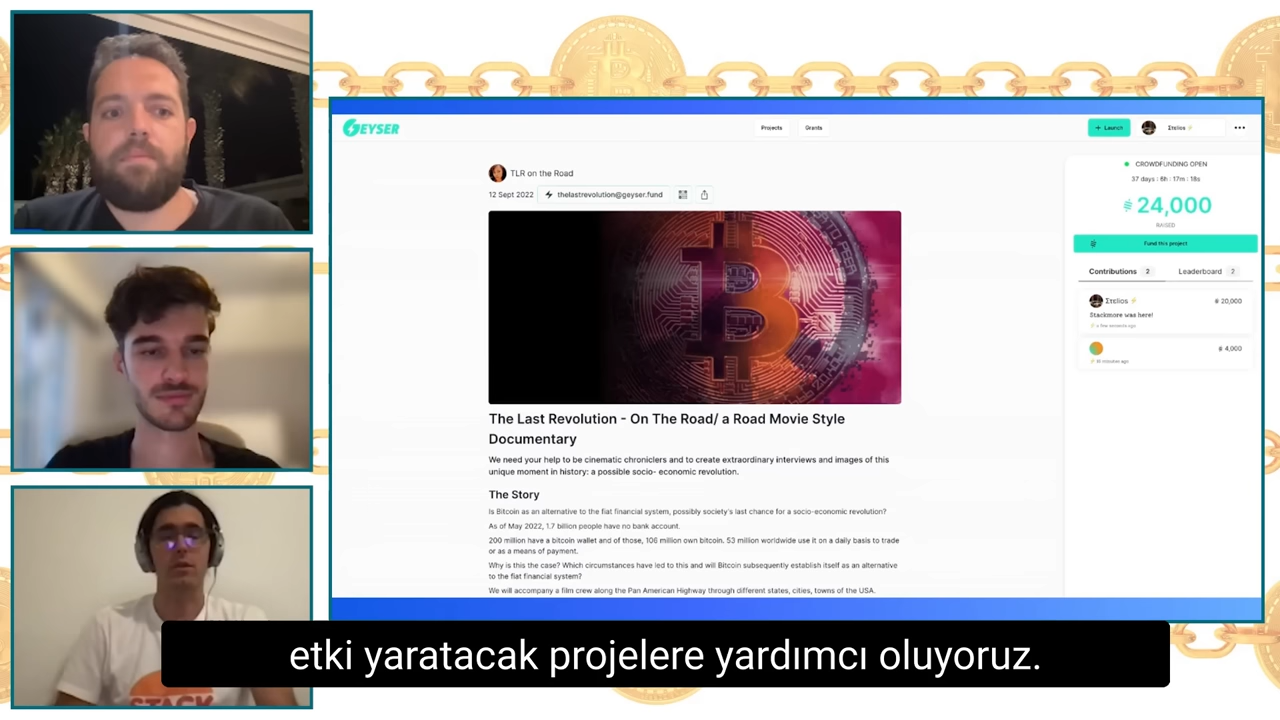 GEYSER
Projects
Grants
+ Launch
Στelios ⚡
TLR on the Road
12 Sept 2022
thelastrevolution@geyser.fund
CROWDFUNDING OPEN
37 days : 6h : 17m : 18s
24,000
RAISED
Fund this project
Contributions 2
Leaderboard 2
Στelios ⚡
20,000
Stackmore was here!
a few seconds ago
4,000
The Last Revolution - On The Road/ a Road Movie Style
Documentary
We need your help to be cinematic chroniclers and to create extraordinary interviews and images of this
unique moment in history: a possible socio- economic revolution.
The Story
Is Bitcoin as an alternative to the fiat financial system, possibly society's last chance for a socio-economic revolution?
As of May 2022, 1.7 billion people have no bank account.
200 million have a bitcoin wallet and of those, 106 million own bitcoin. 53 million worldwide use it on a daily basis to trade
or as a means of payment.
Why is this the case? Which circumstances have led to this and will Bitcoin subsequently establish itself as an alternative
to the fiat financial system?
We will accompany a film crew along the Pan American Highway through different states, cities, towns of the USA.
STACK
etki yaratacak projelere yardımcı oluyoruz.